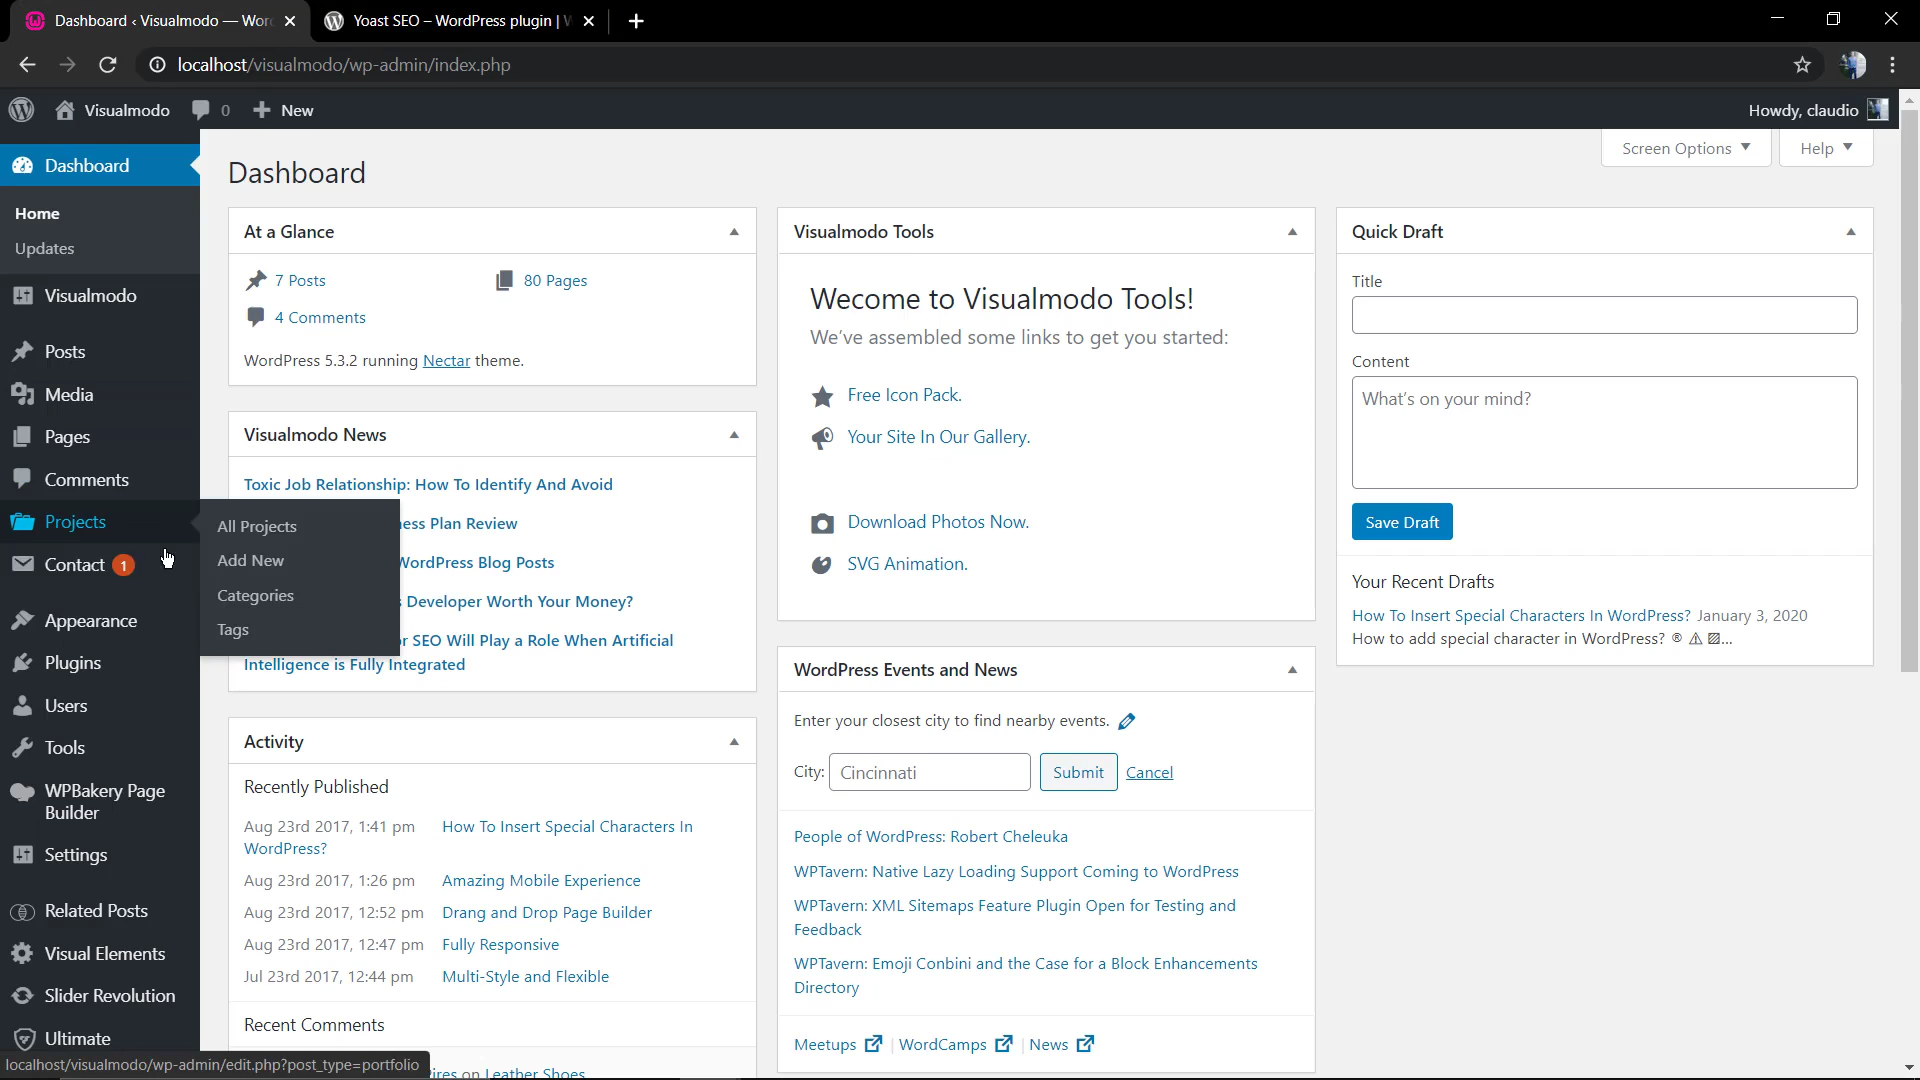 Dashboard ‹ Visualmodo — Wor
Yoast SEO – WordPress plugin |
localhost/visualmodo/wp-admin/index.php
Visualmodo
0
New
Howdy, claudio
Dashboard
Home
Updates
Visualmodo
Posts
Media
Pages
Comments
Projects
Contact 1
Appearance
Plugins
Users
Tools
WPBakery Page
Builder
Settings
Related Posts
Visual Elements
Slider Revolution
Ultimate
All Projects
Add New
Categories
Tags
Screen Options
Help
Dashboard
At a Glance
7 Posts
80 Pages
4 Comments
WordPress 5.3.2 running Nectar theme.
Visualmodo News
Toxic Job Relationship: How To Identify And Avoid
Plan Review
WordPress Blog Posts
Developer Worth Your Money?
SEO Will Play a Role When Artificial
Intelligence is Fully Integrated
Activity
Recently Published
Aug 23rd 2017, 1:41 pm How To Insert Special Characters In
WordPress?
Aug 23rd 2017, 1:26 pm Amazing Mobile Experience
Aug 23rd 2017, 12:52 pm Drang and Drop Page Builder
Aug 23rd 2017, 12:47 pm Fully Responsive
Jul 23rd 2017, 12:44 pm Multi-Style and Flexible
Recent Comments
on Leather Shoes
Visualmodo Tools
Wecome to Visualmodo Tools!
We've assembled some links to get you started:
Free Icon Pack.
Your Site In Our Gallery.
Download Photos Now.
SVG Animation.
WordPress Events and News
Enter your closest city to find nearby events.
City: Cincinnati Submit Cancel
People of WordPress: Robert Cheleuka
WPTavern: Native Lazy Loading Support Coming to WordPress
WPTavern: XML Sitemaps Feature Plugin Open for Testing and
Feedback
WPTavern: Emoji Conbini and the Case for a Block Enhancements
Directory
Meetups | WordCamps | News
Quick Draft
Title
Content
What's on your mind?
Save Draft
Your Recent Drafts
How To Insert Special Characters In WordPress? January 3, 2020
How to add special character in WordPress? ® ⚠ ▨...
localhost/visualmodo/wp-admin/edit.php?post_type=portfolio